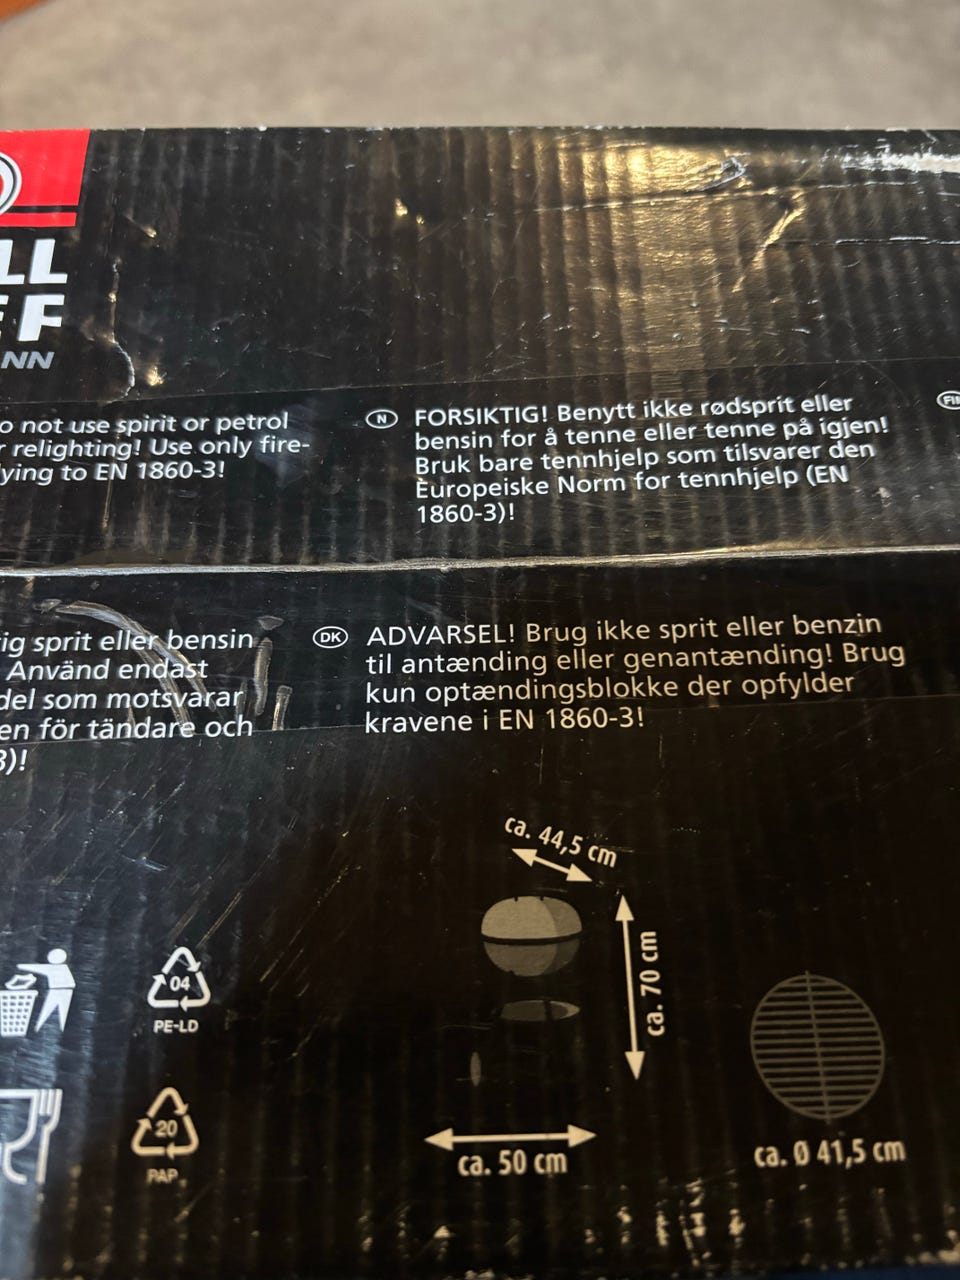 LL
F
NN
o not use spirit or petrol
r relighting! Use only fire-
ying to EN 1860-3!
N
FORSIKTIG! Benytt ikke rødsprit eller
bensin for å tenne eller tenne på igjen!
Bruk bare tennhjelp som tilsvarer den
Europeiske Norm for tennhjelp (EN
1860-3)!
FIN
ig sprit eller bensin
Använd endast
del som motsvarar
en för tändare och
3)!
DK
ADVARSEL! Brug ikke sprit eller benzin
til antænding eller genantænding! Brug
kun optændingsblokke der opfylder
kravene i EN 1860-3!
ca. 44,5 cm
ca. 70 cm
ca. 50 cm
ca. Ø 41,5 cm
04
PE-LD
20
PAP